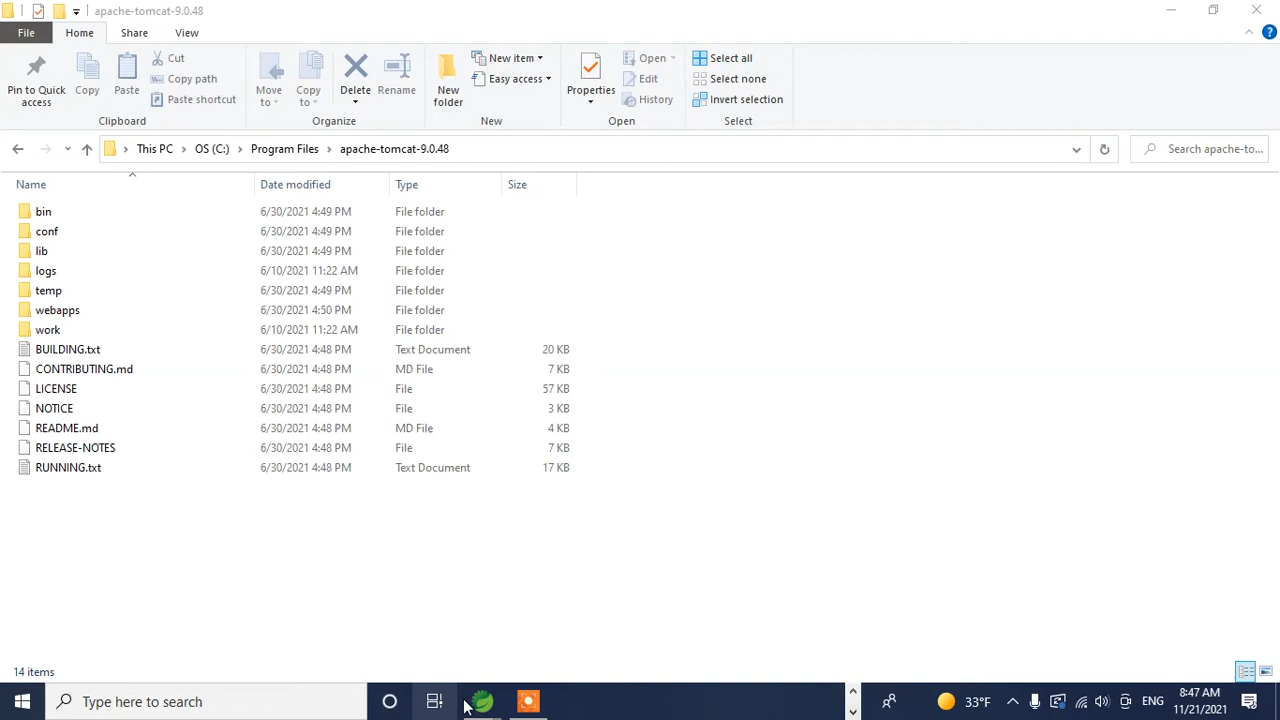 apache-tomcat-9.0.48
File Home Share View
Pin to Quick access
Copy
Paste
Cut
Copy path
Paste shortcut
Clipboard
Move to
Copy to
Delete
Rename
Organize
New folder
New item
Easy access
New
Properties
Open
Edit
History
Open
Select all
Select none
Invert selection
Select
This PC > OS (C:) > Program Files > apache-tomcat-9.0.48
Search apache-to...
Name Date modified Type Size
bin 6/30/2021 4:49 PM File folder
conf 6/30/2021 4:49 PM File folder
lib 6/30/2021 4:49 PM File folder
logs 6/10/2021 11:22 AM File folder
temp 6/30/2021 4:49 PM File folder
webapps 6/30/2021 4:50 PM File folder
work 6/10/2021 11:22 AM File folder
BUILDING.txt 6/30/2021 4:48 PM Text Document 20 KB
CONTRIBUTING.md 6/30/2021 4:48 PM MD File 7 KB
LICENSE 6/30/2021 4:48 PM File 57 KB
NOTICE 6/30/2021 4:48 PM File 3 KB
README.md 6/30/2021 4:48 PM MD File 4 KB
RELEASE-NOTES 6/30/2021 4:48 PM File 7 KB
RUNNING.txt 6/30/2021 4:48 PM Text Document 17 KB
14 items
Type here to search
33°F
ENG
8:47 AM
11/21/2021